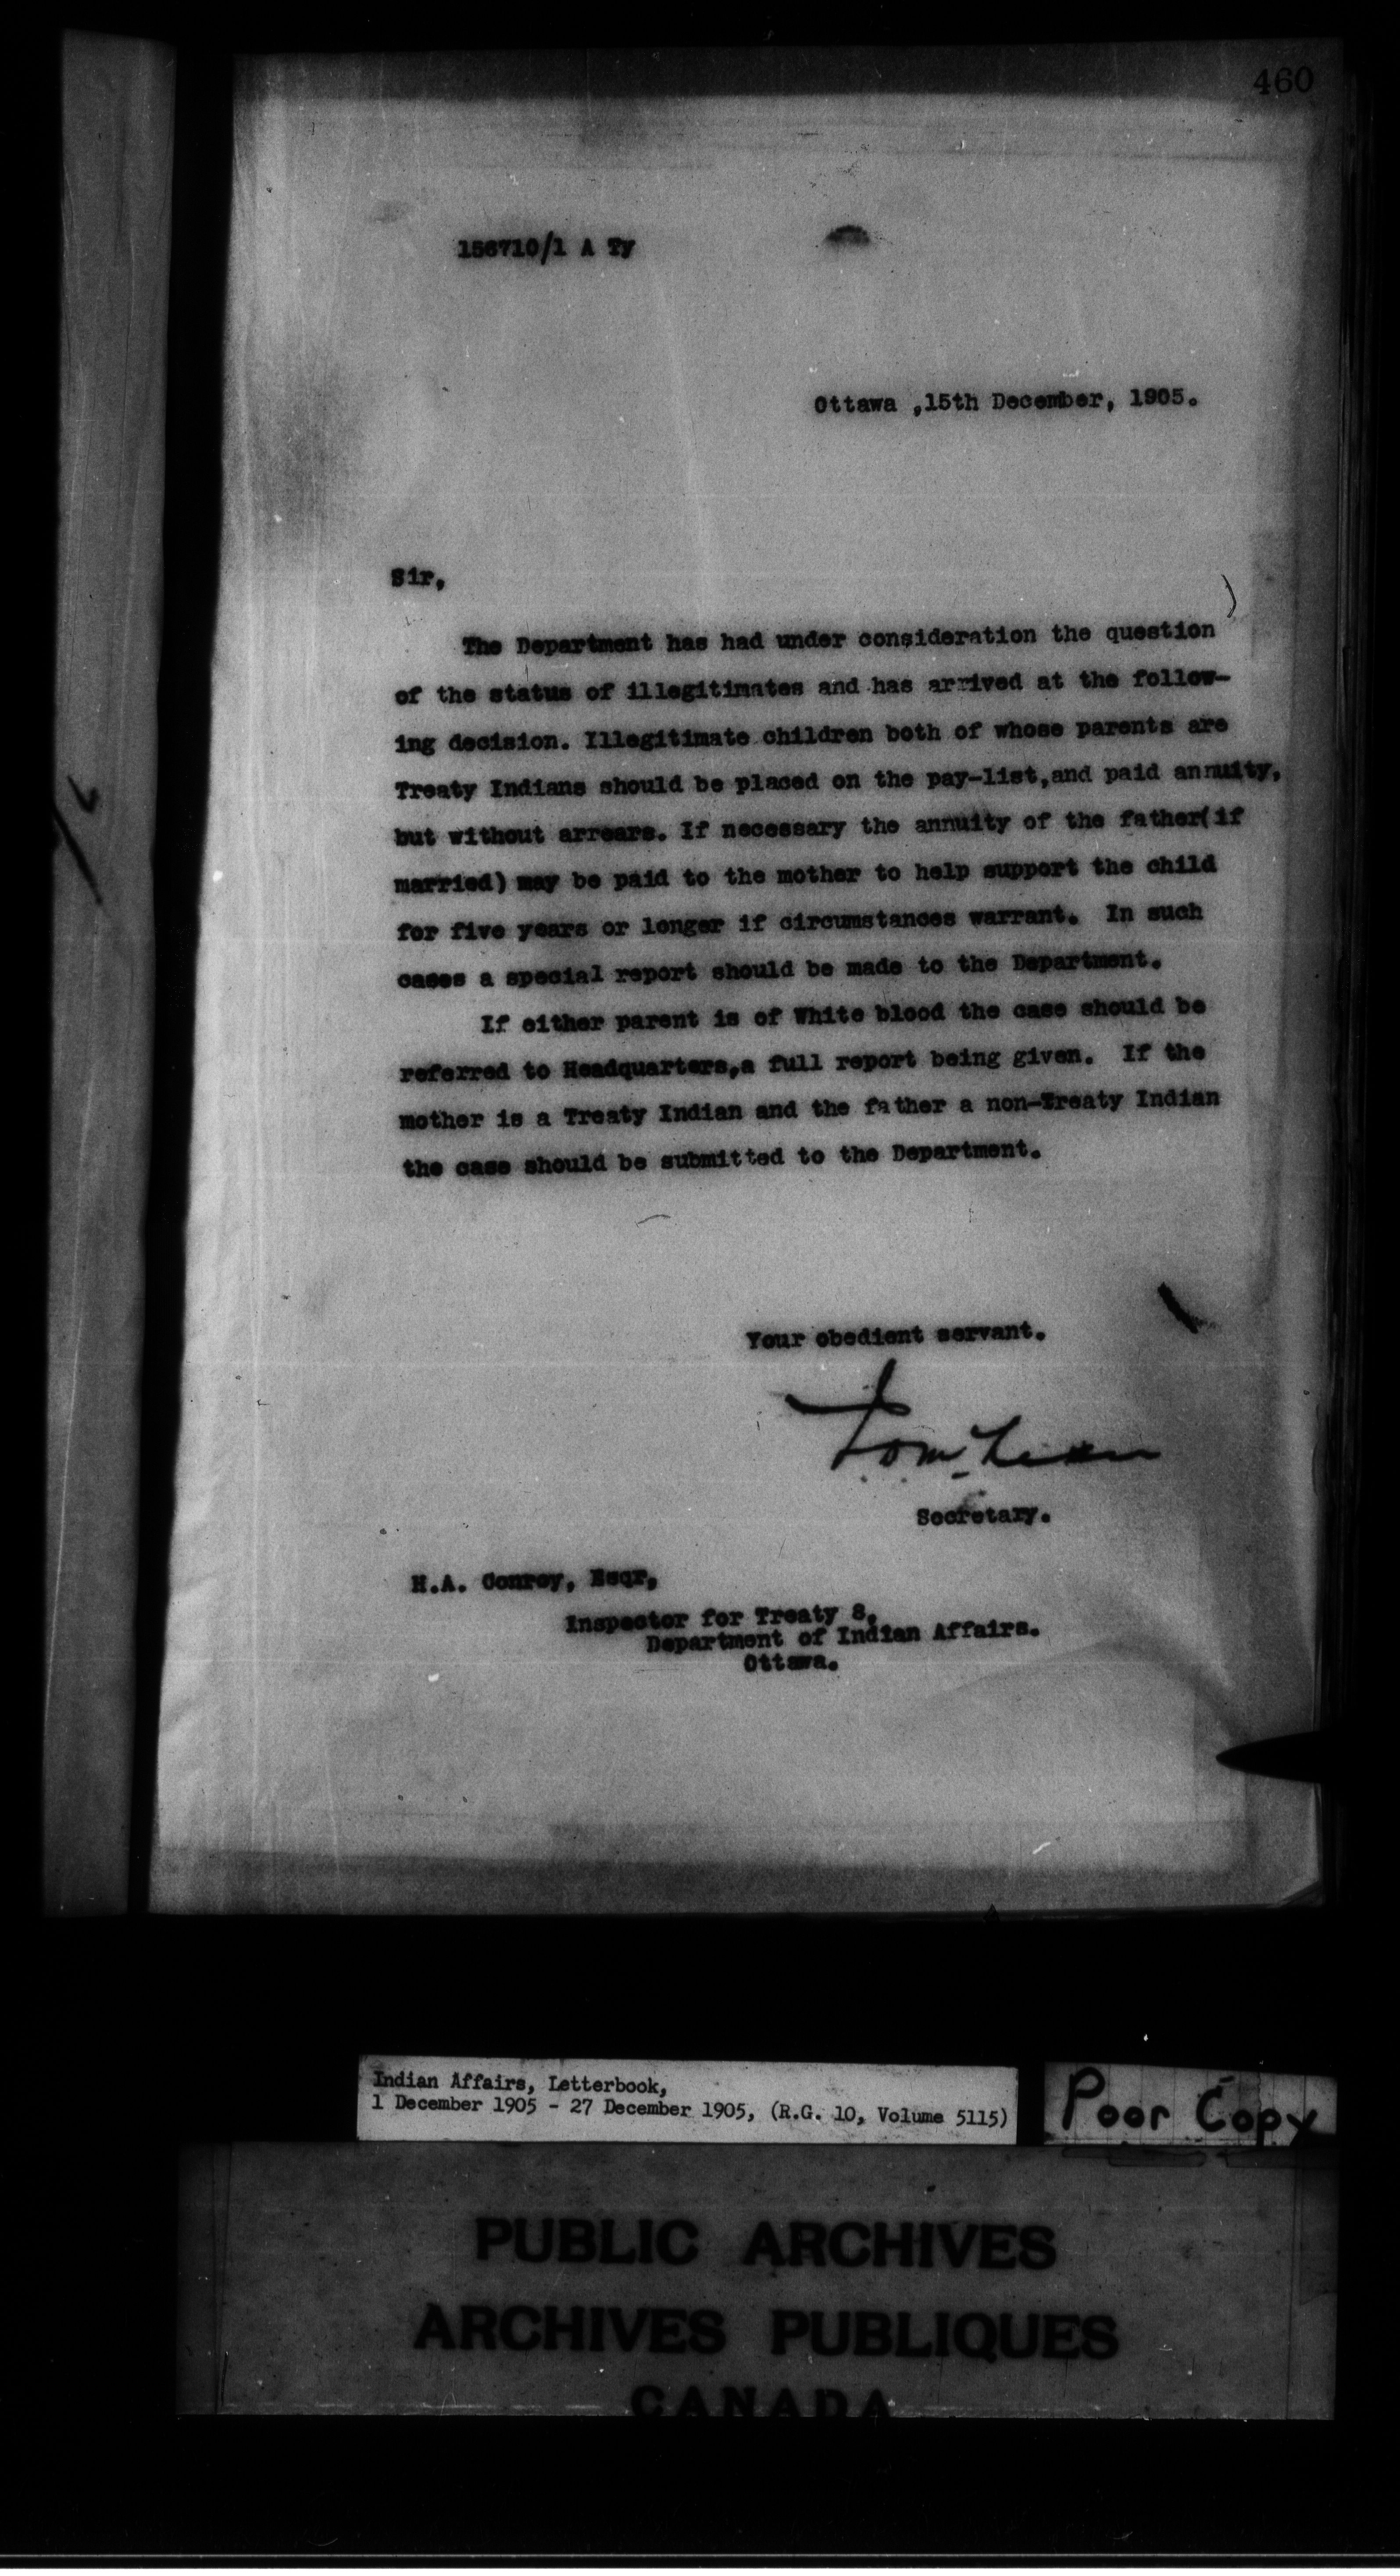 460
156710/1 A Ty
Ottawa ,15th December, 1905.
Sir,
The Department has had under consideration the question
of the status of illegitimates and has arrived at the follow-
ing decision. Illegitimate children both of whose parents are
Treaty Indians should be placed on the pay-list,and paid annuity,
but without arrears. If necessary the annuity of the father(if
married) may be paid to the mother to help support the child
for five years or longer if circumstances warrant. In such
cases a special report should be made to the Department.
If either parent is of White blood the case should be
referred to Headquarters,a full report being given. If the
mother is a Treaty Indian and the father a non-Treaty Indian
the case should be submitted to the Department.
Your obedient servant.
Secretary.
H.A. Conroy, Esqr,
Inspector for Treaty 8,
Department of Indian Affairs.
Ottawa.
Indian Affairs, Letterbook,
1 December 1905 - 27 December 1905, (R.G. 10, Volume 5115)
Poor Copy
PUBLIC ARCHIVES
ARCHIVES PUBLIQUES
CANADA